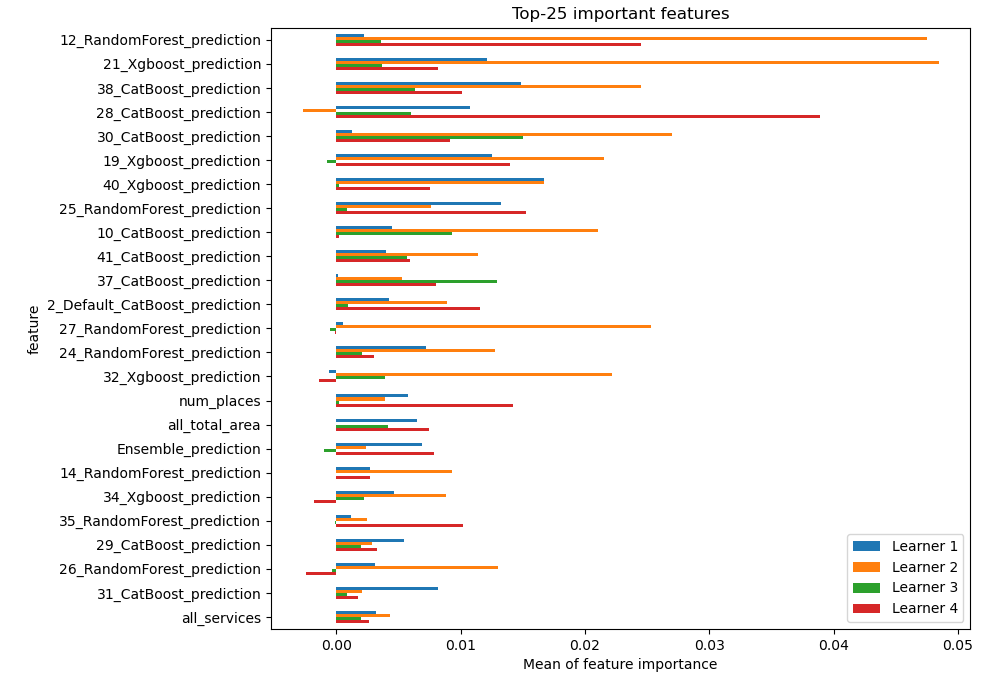 Top-25 important features
12_RandomForest_prediction
21_Xgboost_prediction
38_CatBoost_prediction
28_CatBoost_prediction
30_CatBoost_prediction
19_Xgboost_prediction
40_Xgboost_prediction
25_RandomForest_prediction
10_CatBoost_prediction
41_CatBoost_prediction
37_CatBoost_prediction
2_Default_CatBoost_prediction
27_RandomForest_prediction
24_RandomForest_prediction
32_Xgboost_prediction
num_places
all_total_area
Ensemble_prediction
14_RandomForest_prediction
34_Xgboost_prediction
35_RandomForest_prediction
29_CatBoost_prediction
26_RandomForest_prediction
31_CatBoost_prediction
all_services
feature
Learner 1
Learner 2
Learner 3
Learner 4
0.00 0.01 0.02 0.03 0.04 0.05
Mean of feature importance